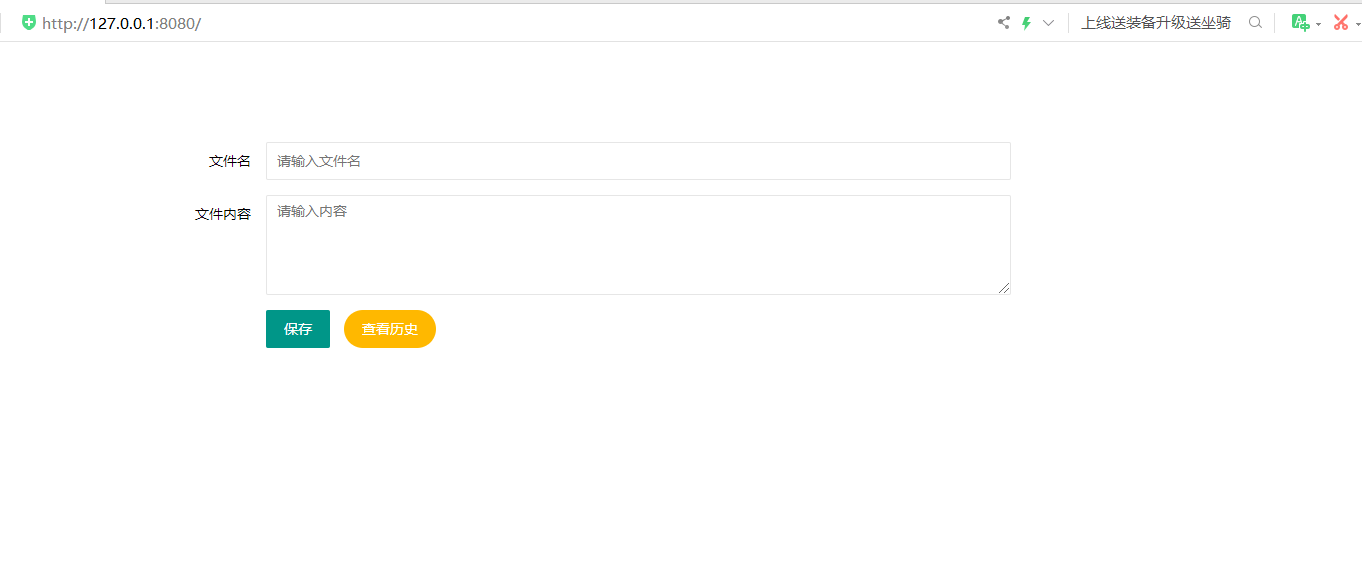 http://127.0.0.1:8080/ 上线送装备升级送坐骑
文件名 请输入文件名
文件内容 请输入内容
保存 查看历史